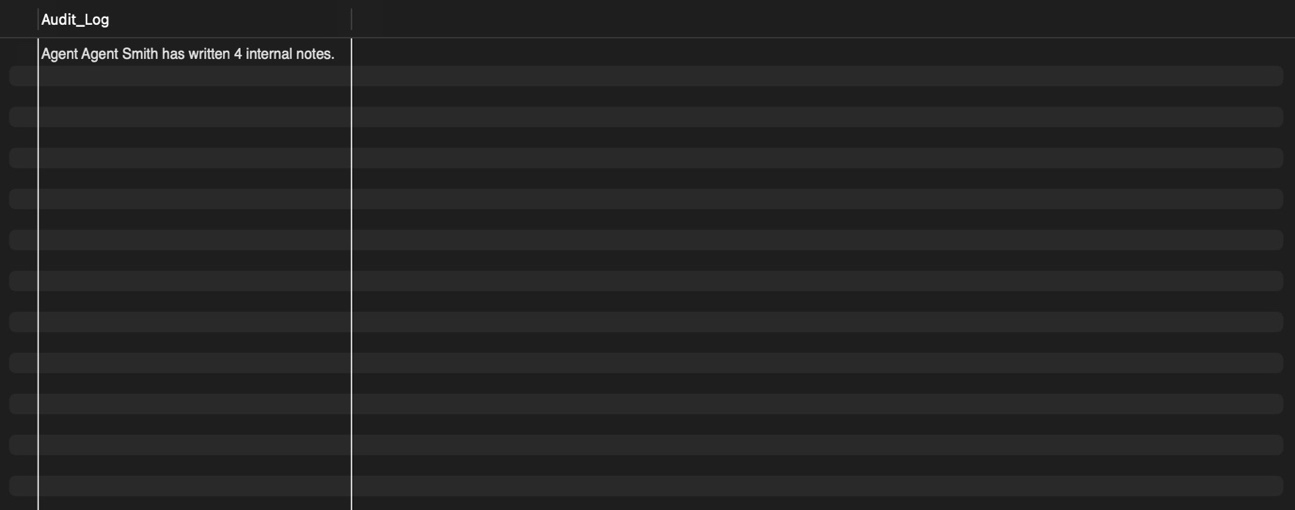 Audit_Log
Agent Agent Smith has written 4 internal notes.